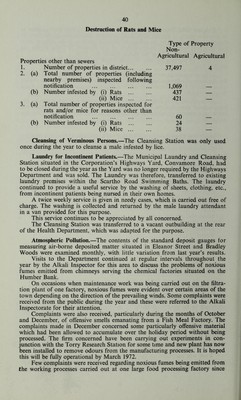 40
Destruction of Rats and Mice
Type of Property
Non-
Agricultural Agricultural
Properties other than sewers
1. Number of properties in district... ... 37,497 4
2. (a) Total number of properties (including
nearby premises) inspected following
notification ... ... ... ... 1,069 —
(b) Number infested by (i) Rats ... ... 437 —
(ii) Mice ... ... 421 —
3. (a) Total number of properties inspected for
rats and/or mice for reasons other than
notification ... ... ... ... 60 —
(b) Number infested by (i) Rats ... ... 24 —
(ii) Mice ... ... 38 —
Cleansing of Verminous Persons.—The Cleansing Station was only used
once during the year to cleanse a male infested by lice.
Laundry for Incontinent Patients.—The Municipal Laundry and Cleansing
Station situated in the Corporation's Highways Yard, Convamore Road, had
to be closed during the year as the Yard was no longer required by the Highways
Department and was sold. The Laundry was, therefore, transferred to existing
laundry premises within the Scartho Road Swimming Baths. The laundry
continued to provide a useful service by the washing of sheets, clothing, etc.,
from incontinent patients being nursed in their own homes.
A twice weekly service is given in needy cases, which is carried out free of
charge. The washing is collected and returned by the male laundry attendant
in a van provided for this purpose.
This service continues to be appreciated by all concerned.
The Cleansing Station was transferred to a vacant outbuilding at the rear
of the Health Department, which was adapted for the purpose.
Atmospheric Pollution.—The contents of the standard deposit gauges for
measuring air-borne deposited matter situated in Elsenor Street and Bradley
Woods were examined monthly, with little variation from last year's results.
Visits to the Department continued at regular intervals throughout the
year by the Alkali Inspector for this area to discuss the problems of noxious
fumes emitted from chimneys serving the chemical factories situated on the
Humber Bank.
On occasions when maintenance work was being carried out on the filtra-
tion plant of one factory, noxious fumes were evident over certain areas of the
town depending on the direction of the prevailing winds. Some complaints were
received from the public during the year and these were referred to the Alkali
Inspectorate for their attention.
Complaints were also received, particularly during the months of October
and December, of offensive smells emanating from a Fish Meal Factory. The
complaints made in December concerned some particularly offensive material
which had been allowed to accumulate over the holiday period without being
processed. The firm concerned have been carrying out experiments in con-
junction with the Torry Research Station for some time and new plant has now
been installed to remove odours from the manufacturing processes. It is hoped
this will be fully operational by March 1972.
Few complaints were received regarding noxious fumes being emitted from
the working processes carried out at one large food processing factory since